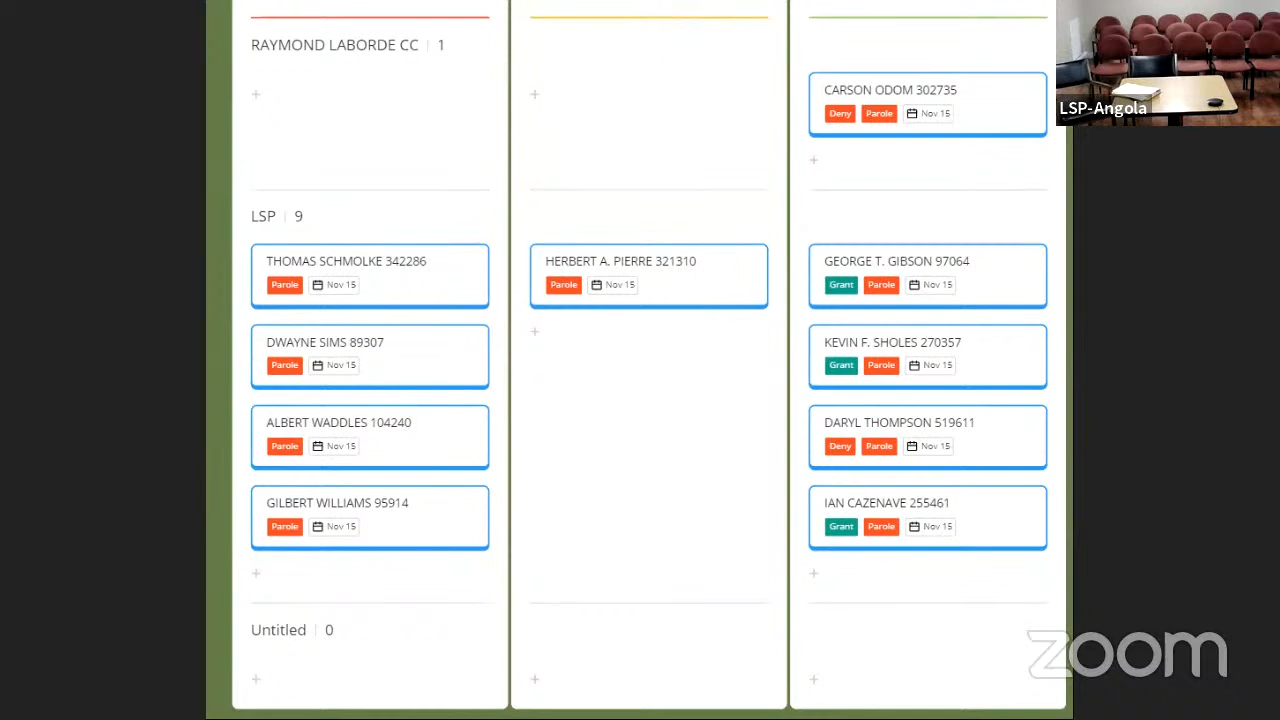 RAYMOND LABORDE CC | 1
CARSON ODOM 302735
Deny Parole Nov 15
LSP-Angola
LSP | 9
THOMAS SCHMOLKE 342286
Parole Nov 15
DWAYNE SIMS 89307
Parole Nov 15
ALBERT WADDLES 104240
Parole Nov 15
GILBERT WILLIAMS 95914
Parole Nov 15
HERBERT A. PIERRE 321310
Parole Nov 15
GEORGE T. GIBSON 97064
Grant Parole Nov 15
KEVIN F. SHOLES 270357
Grant Parole Nov 15
DARYL THOMPSON 519611
Deny Parole Nov 15
IAN CAZENAVE 255461
Grant Parole Nov 15
Untitled | 0
zoom